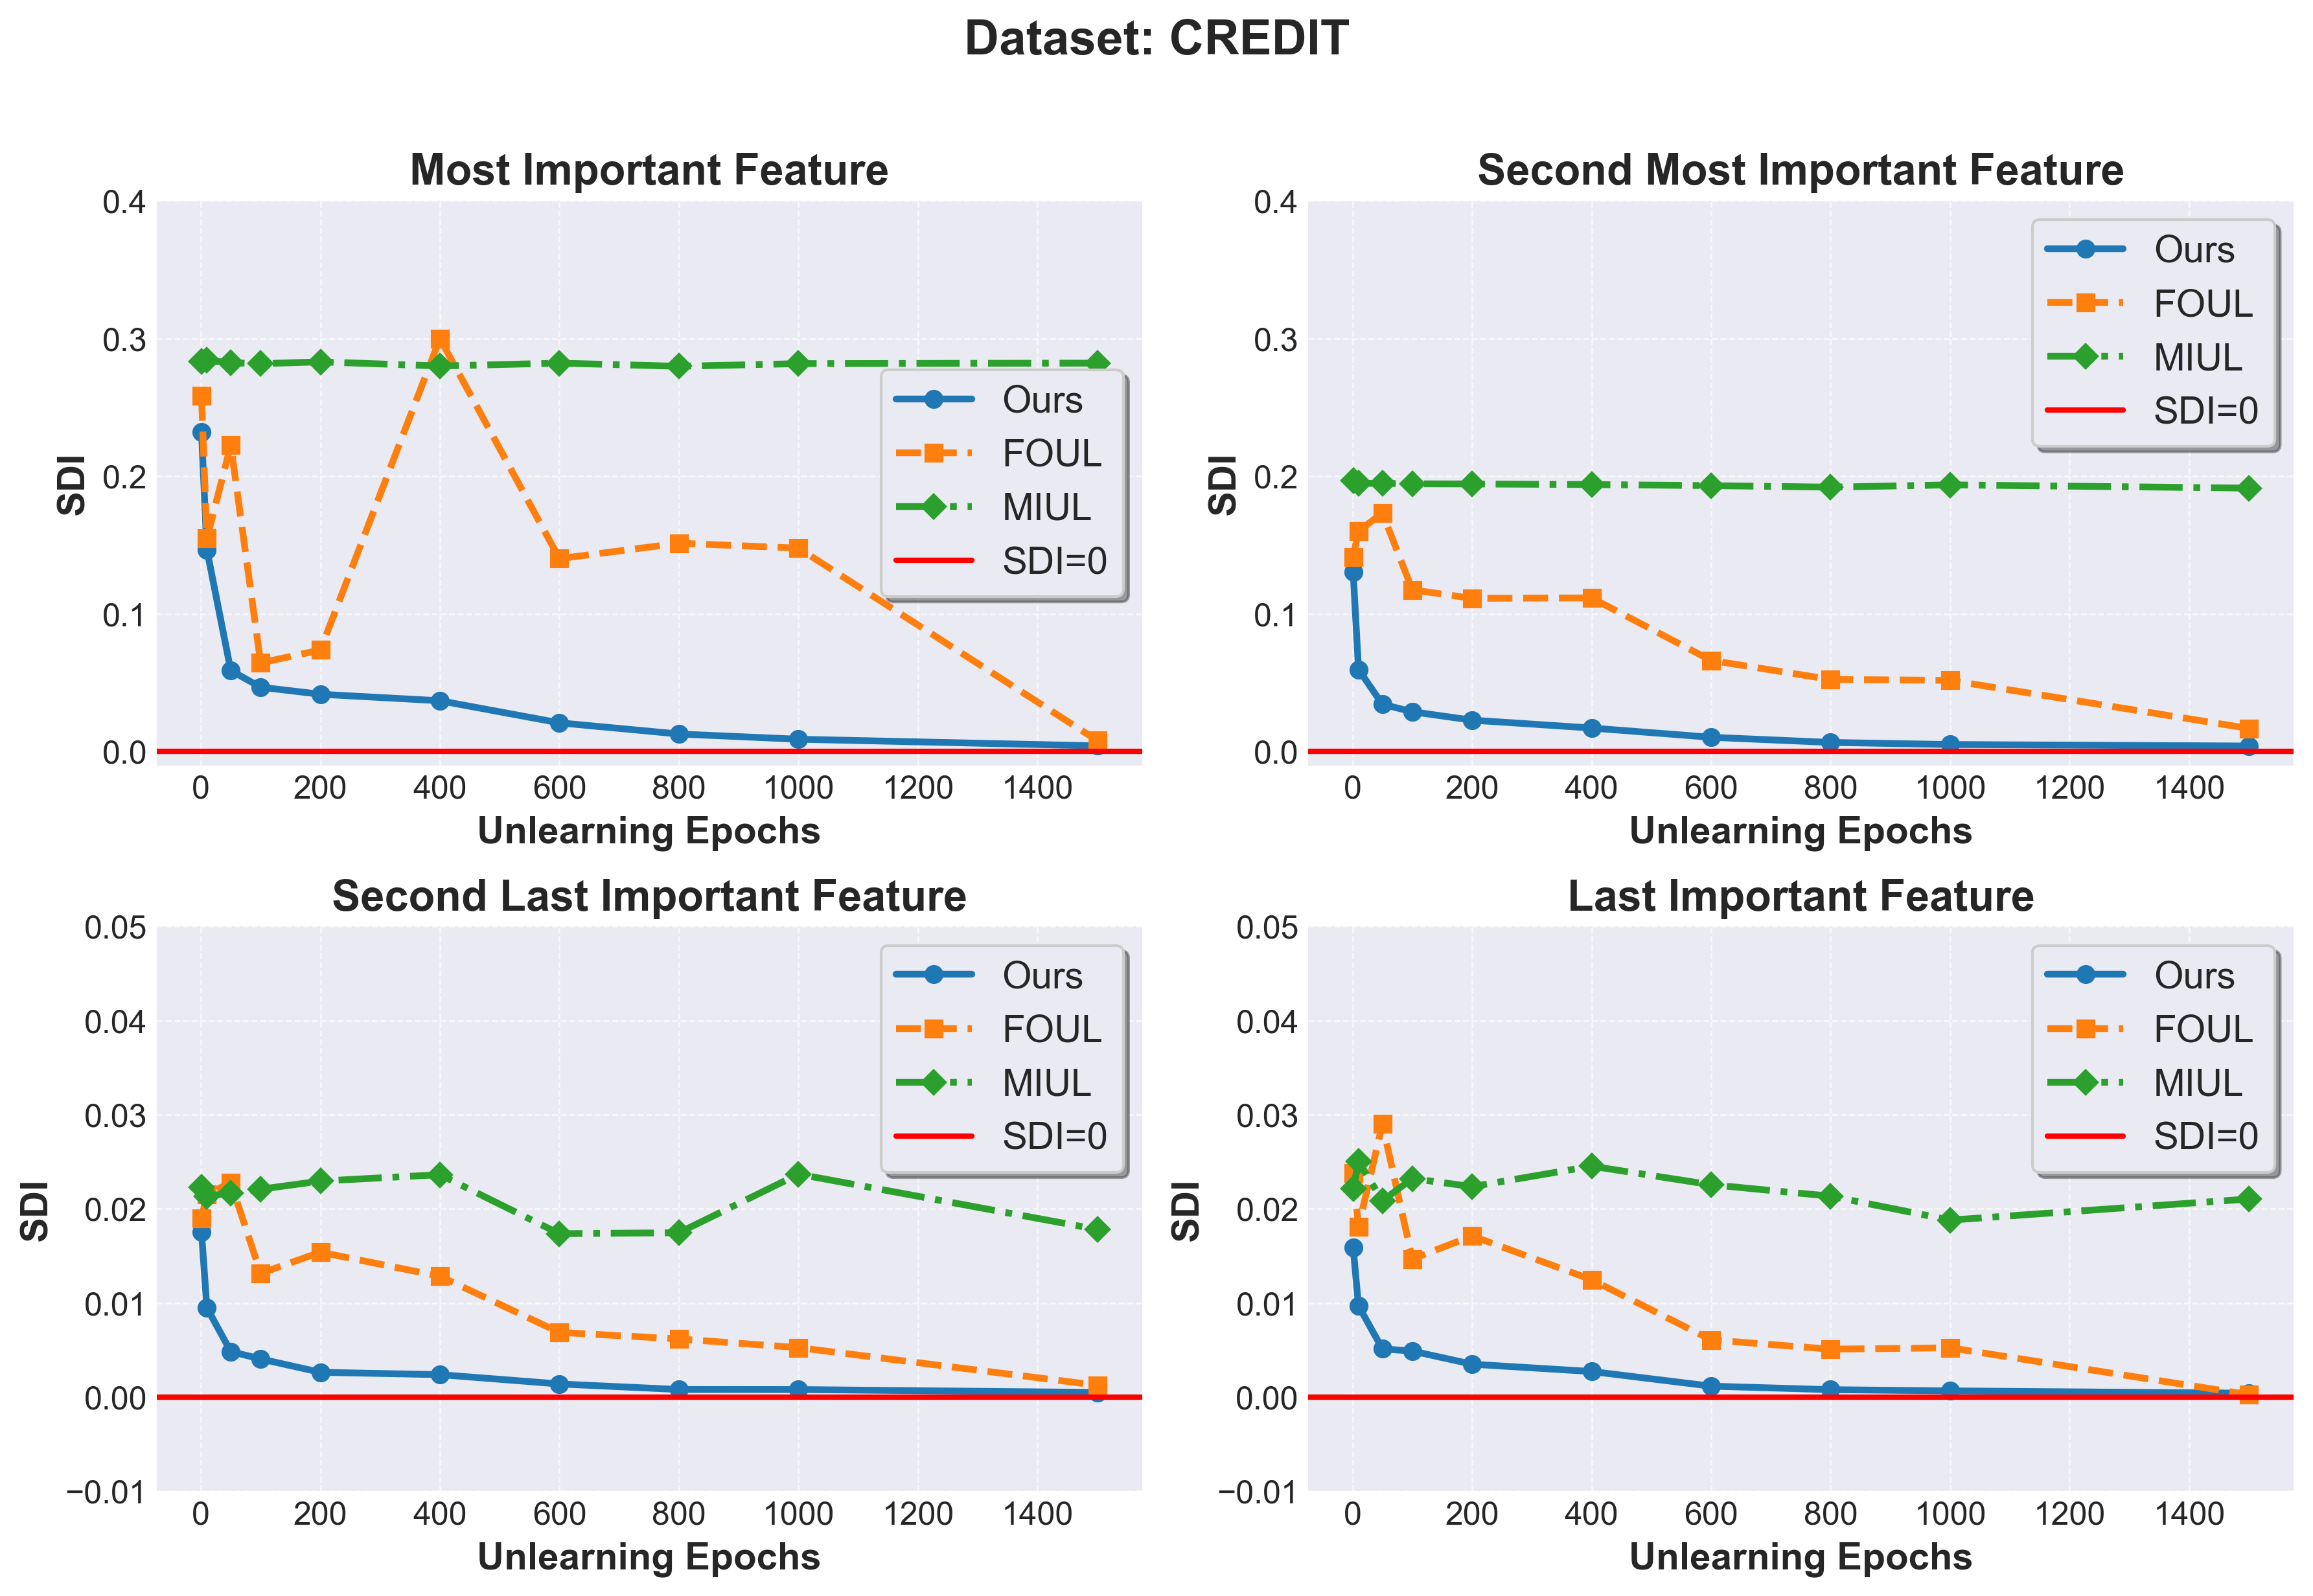 Dataset: CREDIT
Most Important Feature
0.4
0.3
0.2
0.1
0.0
SDI
Ours
FOUL
MIUL
SDI=0
0 200 400 600 800 1000 1200 1400
Unlearning Epochs
Second Most Important Feature
0.4
0.3
0.2
0.1
0.0
SDI
Ours
FOUL
MIUL
SDI=0
0 200 400 600 800 1000 1200 1400
Unlearning Epochs
Second Last Important Feature
0.05
0.04
0.03
0.02
0.01
0.00
−0.01
SDI
Ours
FOUL
MIUL
SDI=0
0 200 400 600 800 1000 1200 1400
Unlearning Epochs
Last Important Feature
0.05
0.04
0.03
0.02
0.01
0.00
−0.01
SDI
Ours
FOUL
MIUL
SDI=0
0 200 400 600 800 1000 1200 1400
Unlearning Epochs